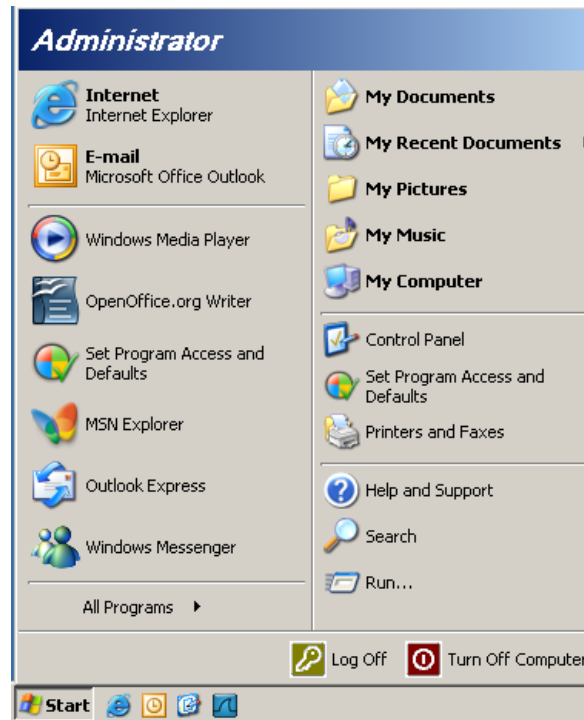 Administrator
Internet
Internet Explorer
E-mail
Microsoft Office Outlook
Windows Media Player
OpenOffice.org Writer
Set Program Access and
Defaults
MSN Explorer
Outlook Express
Windows Messenger
All Programs
My Documents
My Recent Documents
My Pictures
My Music
My Computer
Control Panel
Set Program Access and
Defaults
Printers and Faxes
Help and Support
Search
Run...
Log Off
Turn Off Computer
Start